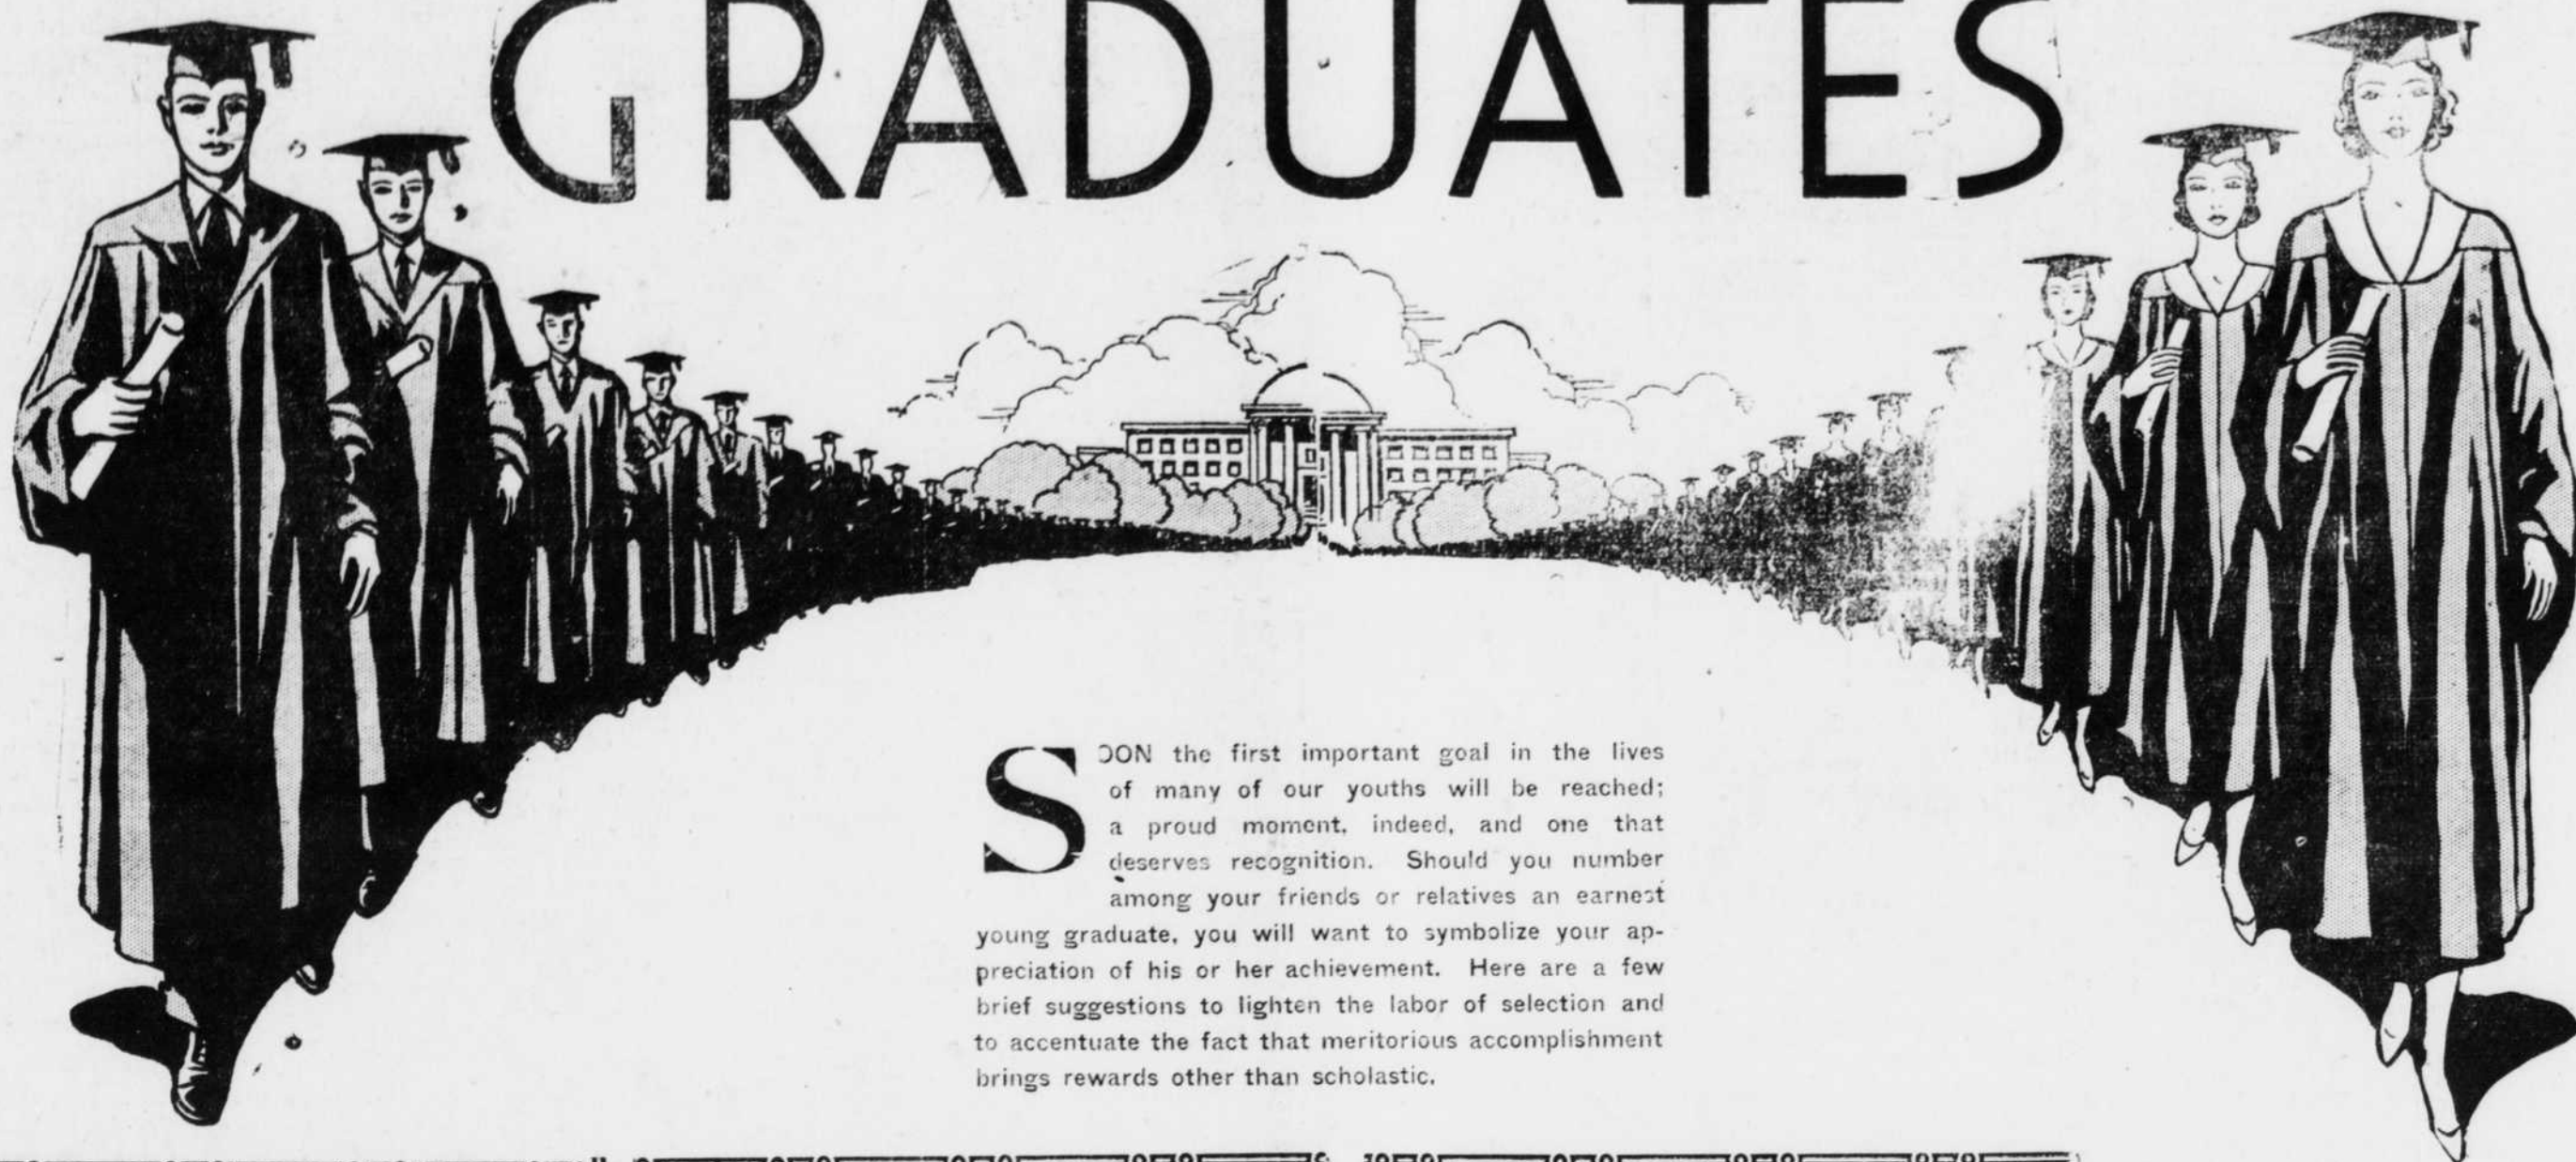 GRADUATES
SOON the first important goal in the lives
of many of our youths will be reached;
a proud moment, indeed, and one that
deserves recognition. Should you number
among your friends or relatives an earnest
young graduate, you will want to symbolize your ap-
preciation of his or her achievement. Here are a few
brief suggestions to lighten the labor of selection and
to accentuate the fact that meritorious accomplishment
brings rewards other than scholastic.